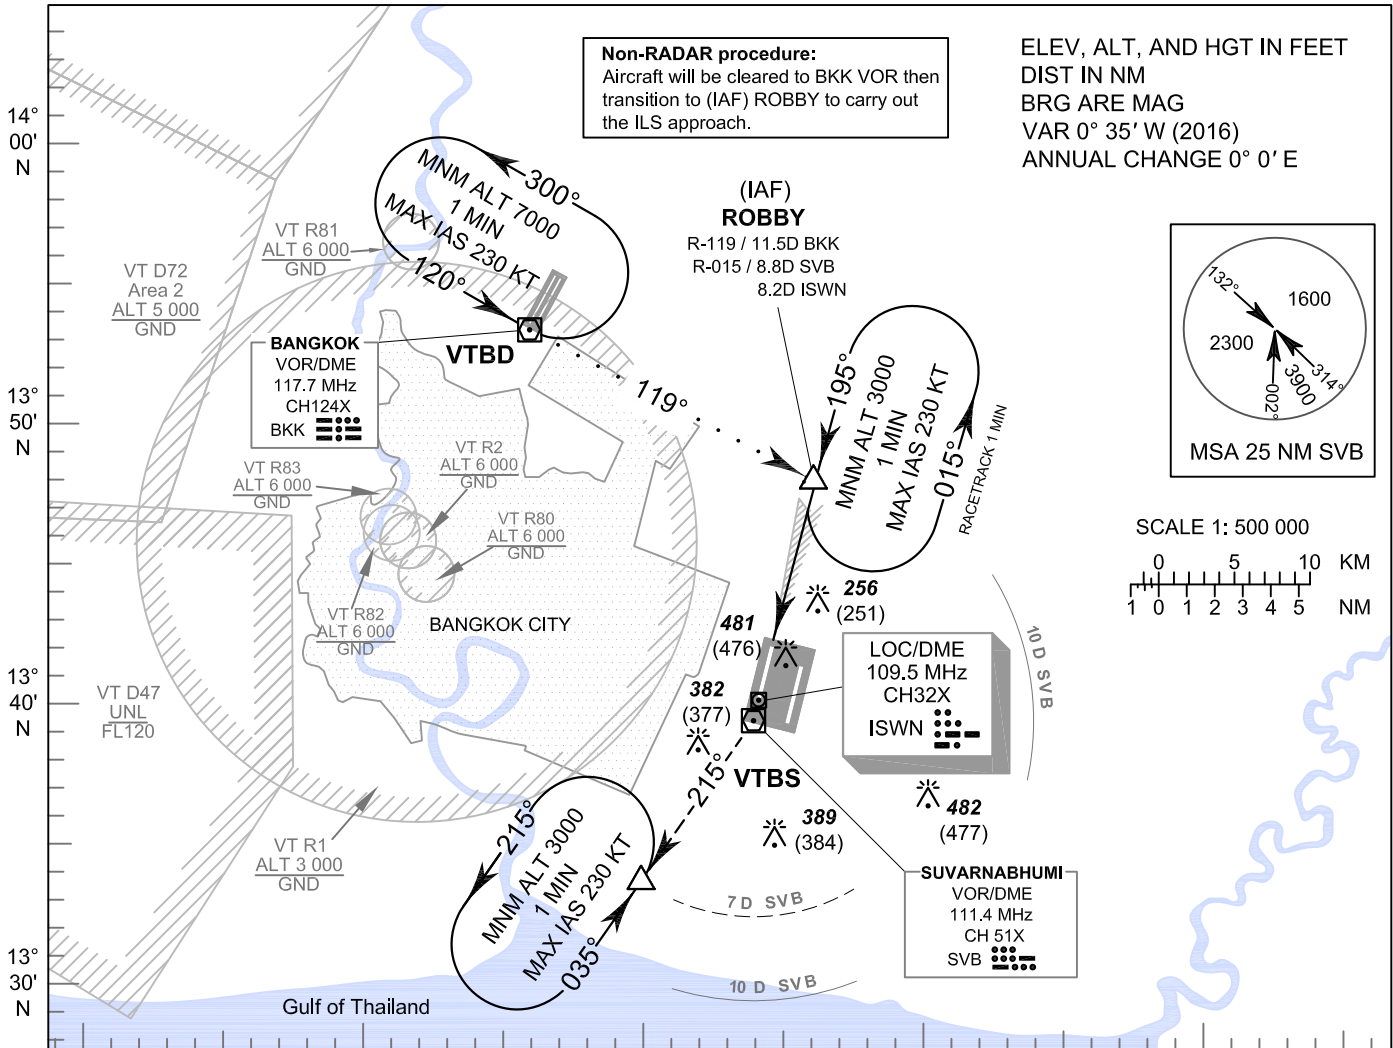 Non-RADAR procedure:
Aircraft will be cleared to BKK VOR then
transition to (IAF) ROBBY to carry out
the ILS approach.
ELEV, ALT, AND HGT IN FEET
DIST IN NM
BRG ARE MAG
VAR 0° 35′ W (2016)
ANNUAL CHANGE 0° 0′ E
14°
00'
N
13°
50'
N
13°
40'
N
13°
30'
N
MNM ALT 7000
1 MIN
MAX IAS 230 KT
300°
120°
VT R81
ALT 6 000
GND
VT D72
Area 2
ALT 5 000
GND
BANGKOK
VOR/DME
117.7 MHz
CH124X
BKK
VTBD
119°
(IAF)
ROBBY
R-119 / 11.5D BKK
R-015 / 8.8D SVB
8.2D ISWN
195°
MNM ALT 3000
1 MIN
MAX IAS 230 KT
015°
RACETRACK 1 MIN
132°
1600
2300
3900
314°
002°
MSA 25 NM SVB
SCALE 1: 500 000
0 5 10 KM
1 0 1 2 3 4 5 NM
VT R2
ALT 6 000
GND
VT R83
ALT 6 000
GND
VT R80
ALT 6 000
GND
VT R82
ALT 6 000
GND
BANGKOK CITY
VT D47
UNL
FL120
VT R1
ALT 3 000
GND
256
(251)
481
(476)
382
(377)
LOC/DME
109.5 MHz
CH32X
ISWN
10 D SVB
VTBS
215°
482
(477)
389
(384)
215°
MNM ALT 3000
1 MIN
MAX IAS 230 KT
035°
7 D SVB
10 D SVB
SUVARNABHUMI
VOR/DME
111.4 MHz
CH 51X
SVB
Gulf of Thailand